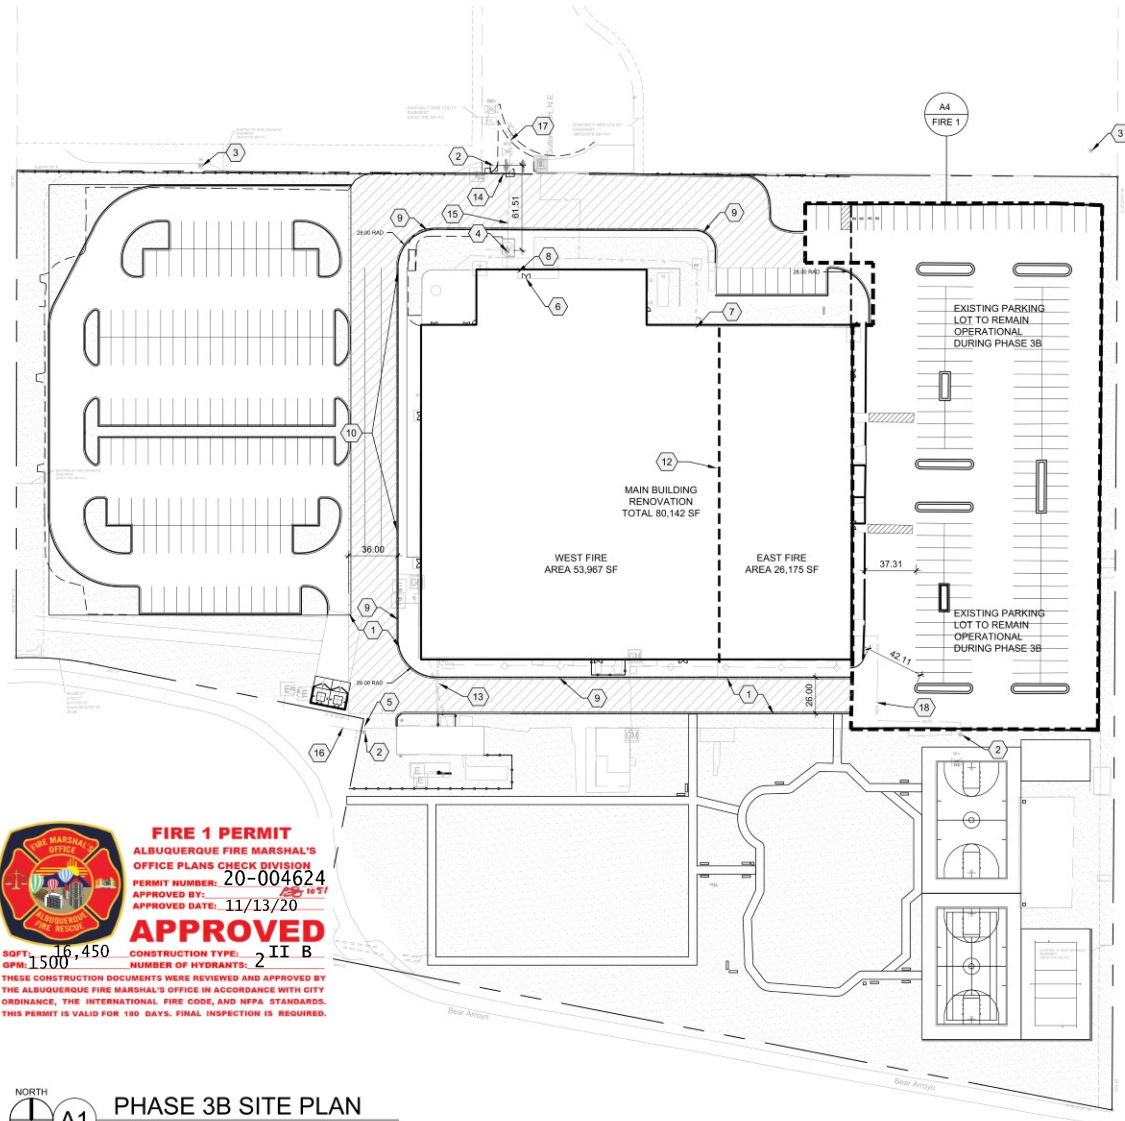 A4
FIRE 1
3
17
2
3
14
15
61.51
9
9
28.00 RAD
4
8
28.00 RAD
6
7
EXISTING PARKING
LOT TO REMAIN
OPERATIONAL
DURING PHASE 3B
10
12
MAIN BUILDING
RENOVATION
TOTAL 80,142 SF
36.00
WEST FIRE
AREA 53,967 SF
EAST FIRE
AREA 26,175 SF
37.31
9
1
EXISTING PARKING
LOT TO REMAIN
OPERATIONAL
DURING PHASE 3B
GM
42.11
28.00 RAD
13
9
1
26.00
18
5
16
2
GM
2
E
E
FIRE MARSHAL'S
OFFICE
ALBUQUERQUE
FIRE RESCUE
FIRE 1 PERMIT
ALBUQUERQUE FIRE MARSHAL'S
OFFICE PLANS CHECK DIVISION
PERMIT NUMBER: 20-004624
APPROVED BY:
APPROVED DATE: 11/13/20
APPROVED
SQFT: 16,450 CONSTRUCTION TYPE: II B
GPM: 1500 NUMBER OF HYDRANTS: 2
THESE CONSTRUCTION DOCUMENTS WERE REVIEWED AND APPROVED BY
THE ALBUQUERQUE FIRE MARSHAL'S OFFICE IN ACCORDANCE WITH CITY
ORDINANCE, THE INTERNATIONAL FIRE CODE, AND NFPA STANDARDS.
THIS PERMIT IS VALID FOR 180 DAYS. FINAL INSPECTION IS REQUIRED.
Bear Arroyo
Bear Arroyo
NORTH
A1
PHASE 3B SITE PLAN